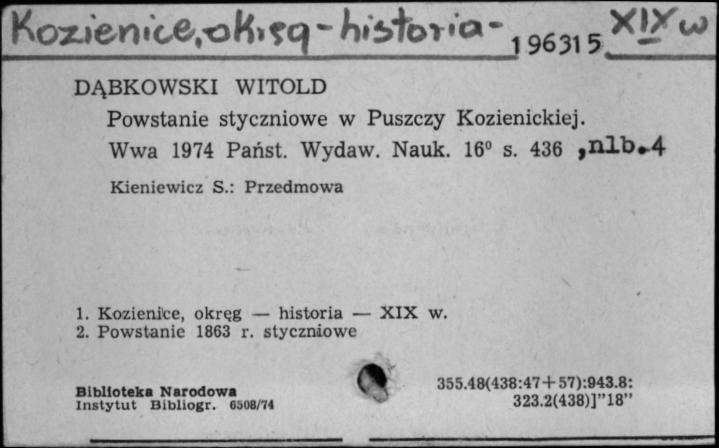 Kozienice, okręg - historia - XIX w
196315
DĄBKOWSKI WITOLD
Powstanie styczniowe w Puszczy Kozienickiej.
Wwa 1974 Państ. Wydaw. Nauk. 16⁰ s. 436 ,nlb.4
Kieniewicz S.: Przedmowa
1. Kozienice, okręg — historia — XIX w.
2. Powstanie 1863 r. styczniowe
Biblioteka Narodowa
Instytut Bibliogr. 6508/74
355.48(438:47+57):943.8:
323.2(438)]”18”